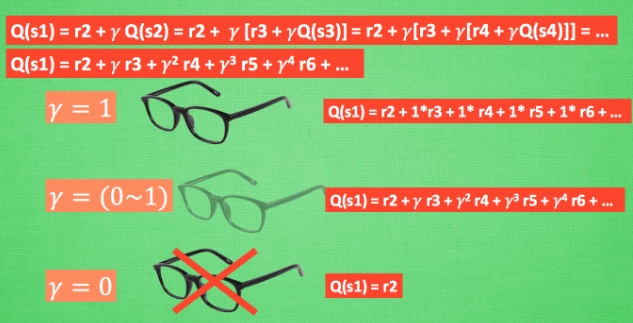 Q(s1) = r2 + γ Q(s2) = r2 + γ [r3 + γQ(s3)] = r2 + γ[r3 + γ[r4 + γQ(s4)]] = ...
Q(s1) = r2 + γ r3 + γ² r4 + γ³ r5 + γ⁴ r6 + ...
γ = 1
Q(s1) = r2 + 1*r3 + 1* r4 + 1* r5 + 1* r6 + ...
γ = (0~1)
Q(s1) = r2 + γ r3 + γ² r4 + γ³ r5 + γ⁴ r6 + ...
γ = 0
Q(s1) = r2